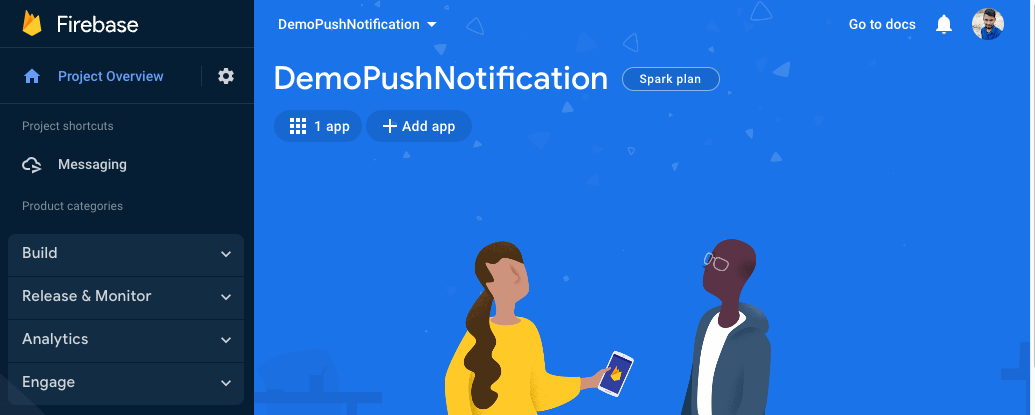 Firebase
DemoPushNotification
Go to docs
Project Overview
DemoPushNotification
Spark plan
1 app
Add app
Project shortcuts
Messaging
Product categories
Build
Release & Monitor
Analytics
Engage